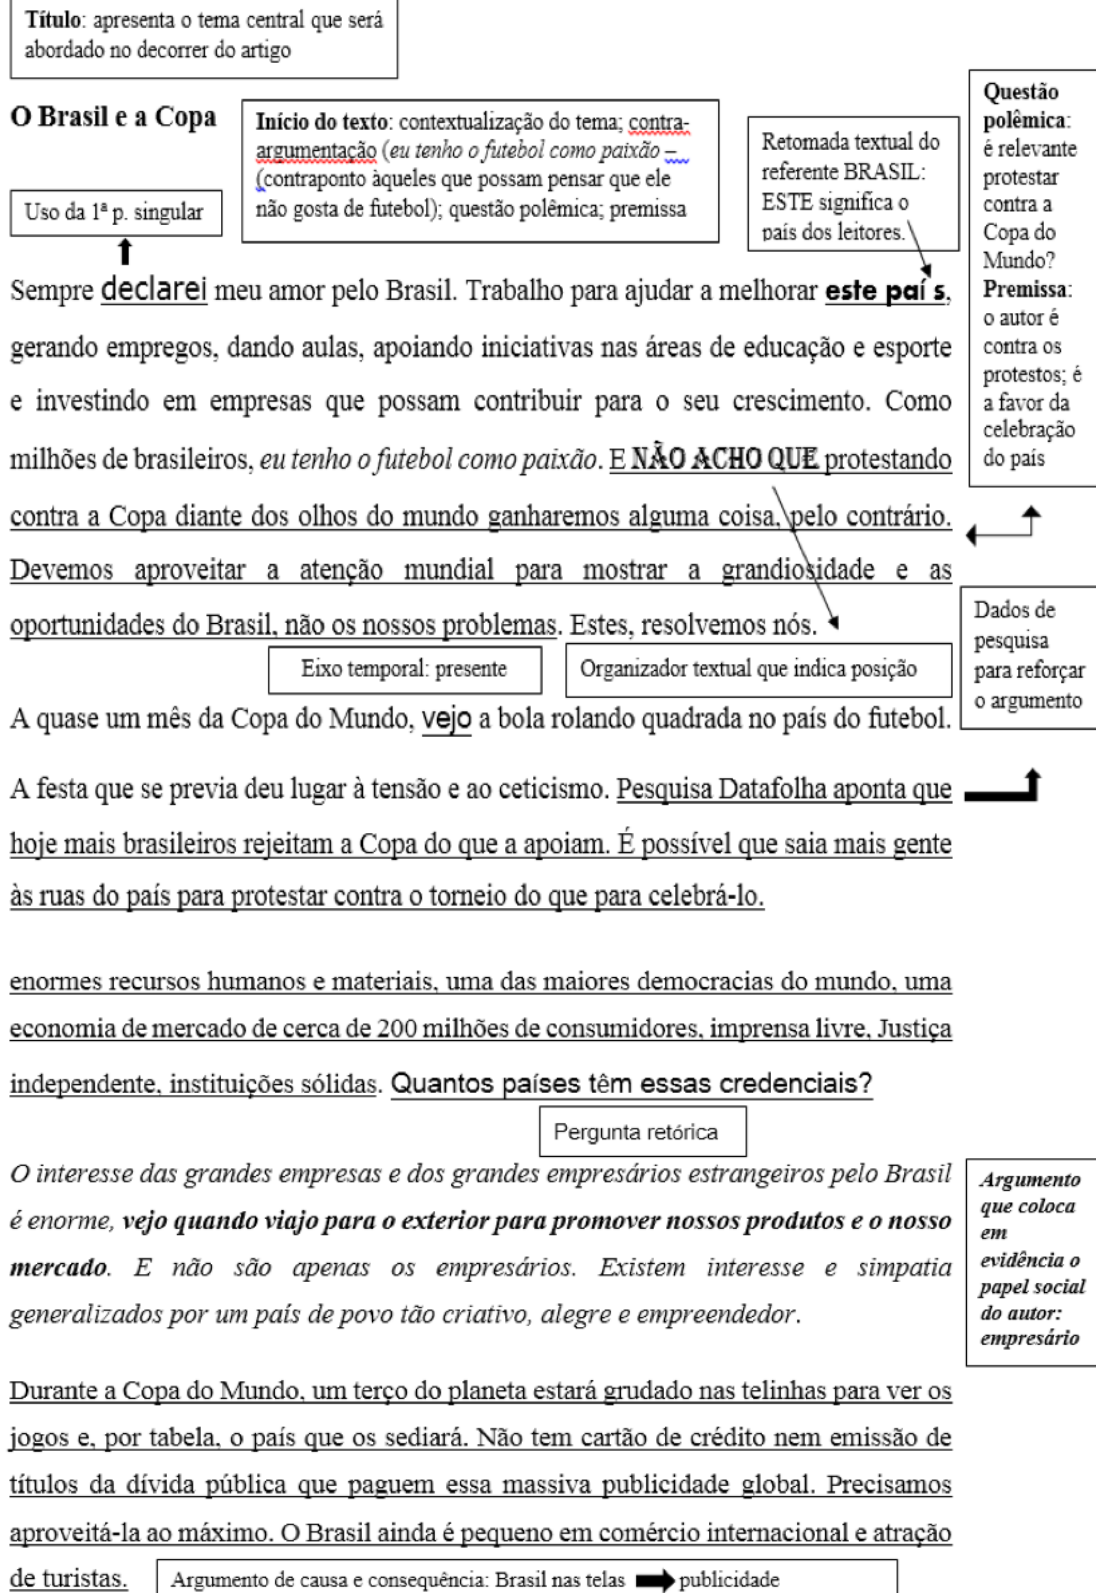 Título: apresenta o tema central que será
abordado no decorrer do artigo
O Brasil e a Copa
Início do texto: contextualização do tema; contra-
argumentação (eu tenho o futebol como paixão –
(contraponto àqueles que possam pensar que ele
não gosta de futebol); questão polêmica; premissa
Retomada textual do
referente BRASIL:
ESTE significa o
país dos leitores.
Questão
polêmica:
é relevante
protestar
contra a
Copa do
Mundo?
Premissa:
o autor é
contra os
protestos; é
a favor da
celebração
do país
Uso da 1ª p. singular
Sempre declarei meu amor pelo Brasil. Trabalho para ajudar a melhorar este país,
gerando empregos, dando aulas, apoiando iniciativas nas áreas de educação e esporte
e investindo em empresas que possam contribuir para o seu crescimento. Como
milhões de brasileiros, eu tenho o futebol como paixão. E NÃO ACHO QUE protestando
contra a Copa diante dos olhos do mundo ganharemos alguma coisa, pelo contrário.
Devemos aproveitar a atenção mundial para mostrar a grandiosidade e as
oportunidades do Brasil, não os nossos problemas. Estes, resolvemos nós.
Dados de
pesquisa
para reforçar
o argumento
Eixo temporal: presente
Organizador textual que indica posição
A quase um mês da Copa do Mundo, vejo a bola rolando quadrada no país do futebol.
A festa que se previa deu lugar à tensão e ao ceticismo. Pesquisa Datafolha aponta que
hoje mais brasileiros rejeitam a Copa do que a apoiam. É possível que saia mais gente
às ruas do país para protestar contra o torneio do que para celebrá-lo.
enormes recursos humanos e materiais, uma das maiores democracias do mundo, uma
economia de mercado de cerca de 200 milhões de consumidores, imprensa livre, Justiça
independente, instituições sólidas. Quantos países têm essas credenciais?
Pergunta retórica
O interesse das grandes empresas e dos grandes empresários estrangeiros pelo Brasil
é enorme, vejo quando viajo para o exterior para promover nossos produtos e o nosso
mercado. E não são apenas os empresários. Existem interesse e simpatia
generalizados por um país de povo tão criativo, alegre e empreendedor.
Argumento
que coloca
em
evidência o
papel social
do autor:
empresário
Durante a Copa do Mundo, um terço do planeta estará grudado nas telinhas para ver os
jogos e, por tabela, o país que os sediará. Não tem cartão de crédito nem emissão de
títulos da dívida pública que paguem essa massiva publicidade global. Precisamos
aproveitá-la ao máximo. O Brasil ainda é pequeno em comércio internacional e atração
de turistas.
Argumento de causa e consequência: Brasil nas telas publicidade